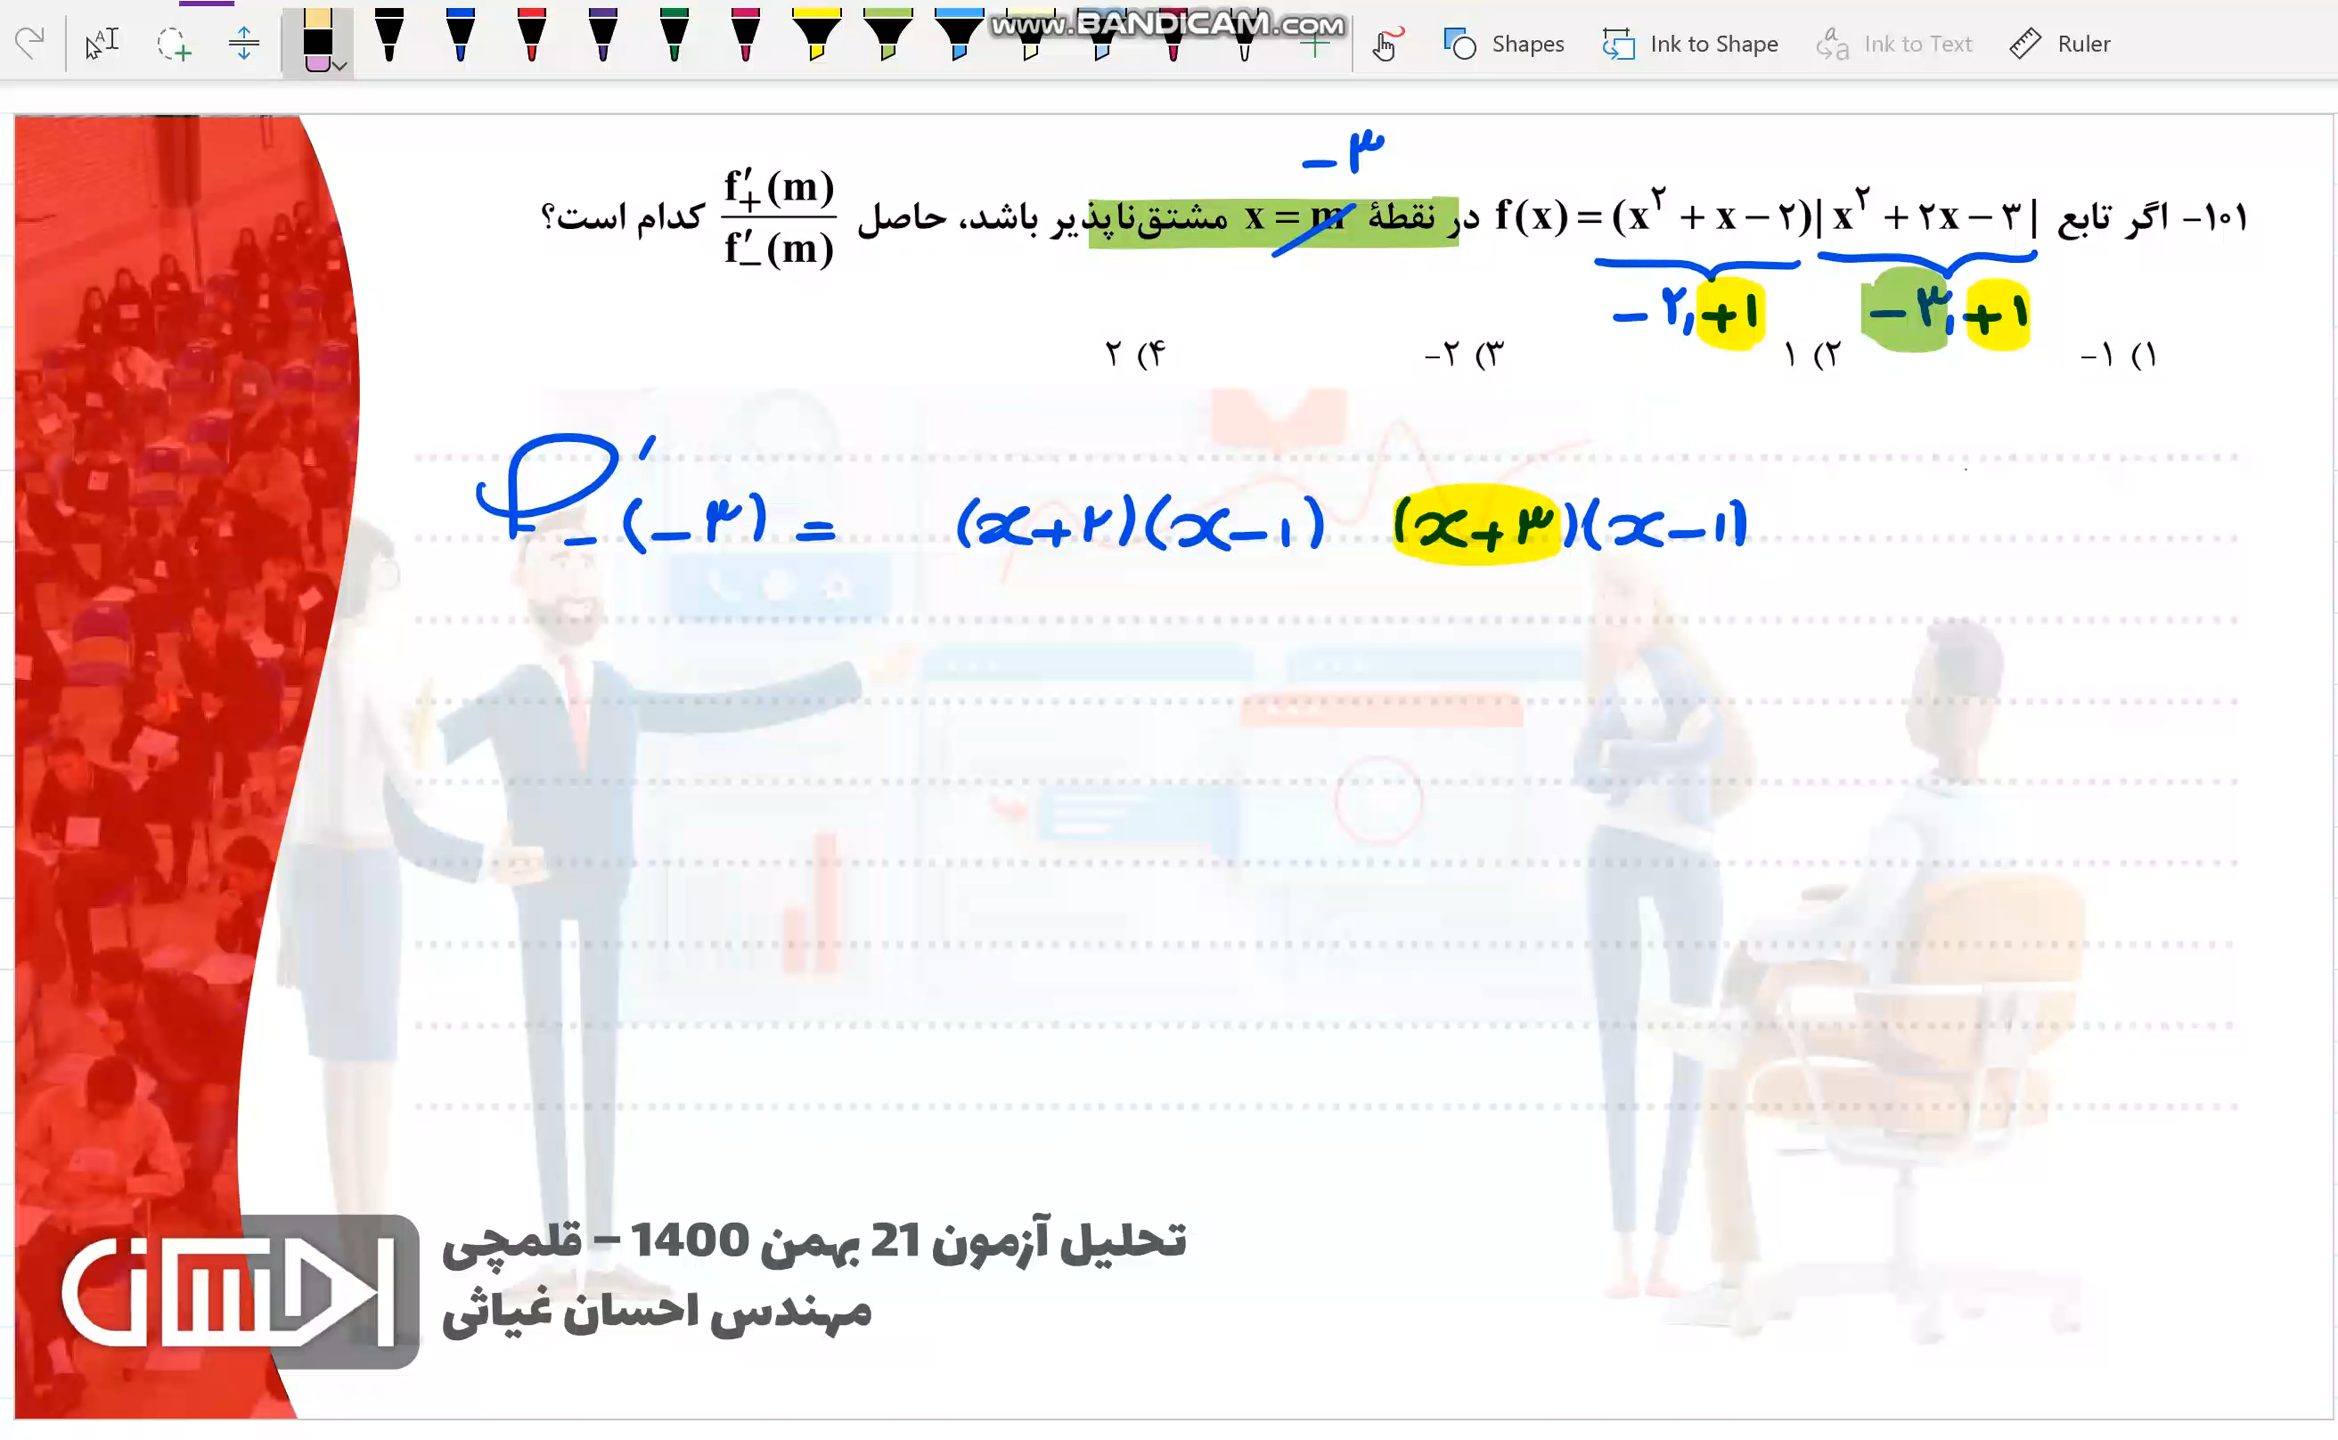 www.BANDICAM.com
Shapes Ink to Shape Ink to Text Ruler
-۳
۱۰۱- اگر تابع f(x) = (x² + x − ۲)| x² + ۲x − ۳ | در نقطهٔ x = m مشتق‌ناپذیر باشد، حاصل f′₊(m) / f′₋(m) کدام است؟
-۲, +۱ -۳, +۱
۱) -۱ ۲) ۱ ۳) -۲ ۴) ۲
f′₋(-۳) = (x+۲)(x-۱) (x+۳)(x-۱)
تحلیل آزمون 21 بهمن 1400 – قلمچی
مهندس احسان غیاثی